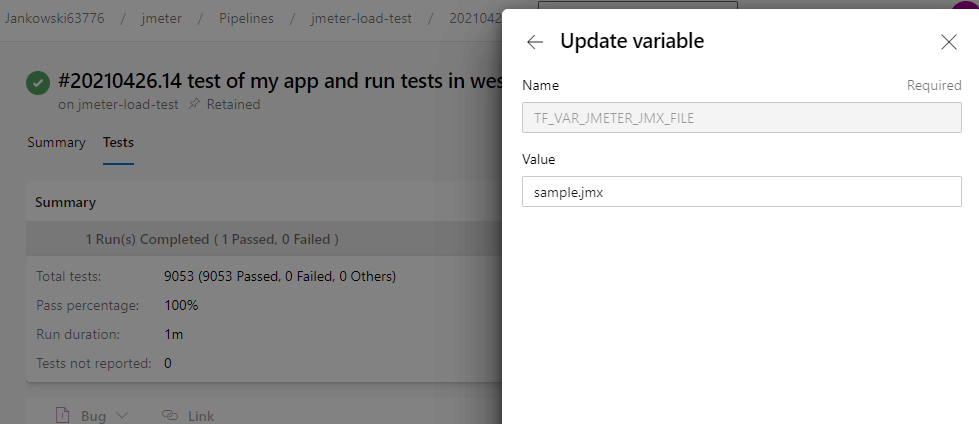 Jankowski63776 / jmeter / Pipelines / jmeter-load-test / 202104
#20210426.14 test of my app and run tests in wes
on jmeter-load-test Retained
Summary Tests
Summary
1 Run(s) Completed ( 1 Passed, 0 Failed )
Total tests: 9053 (9053 Passed, 0 Failed, 0 Others)
Pass percentage: 100%
Run duration: 1m
Tests not reported: 0
Bug Link
Update variable
Name Required
TF_VAR_JMETER_JMX_FILE
Value
sample.jmx